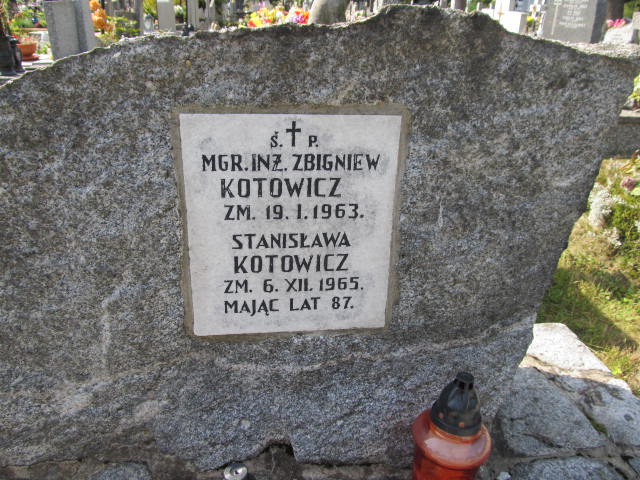 Ś. P.
MGR. INŻ. ZBIGNIEW
KOTOWICZ
ZM. 19. I. 1963.
STANISŁAWA
KOTOWICZ
ZM. 6. XII. 1965.
MAJĄC LAT 87.